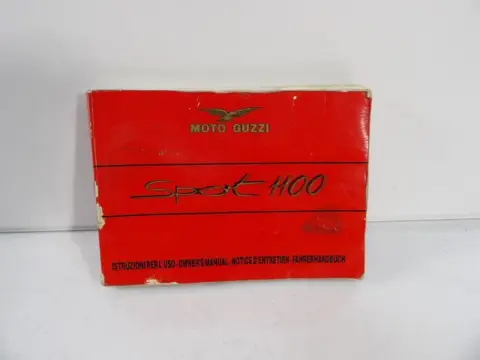 MOTO GUZZI
Sport 1100
ISTRUZIONI PER L'USO - OWNER'S MANUAL - NOTICE D'ENTRETIEN - FAHRERHANDBUCH